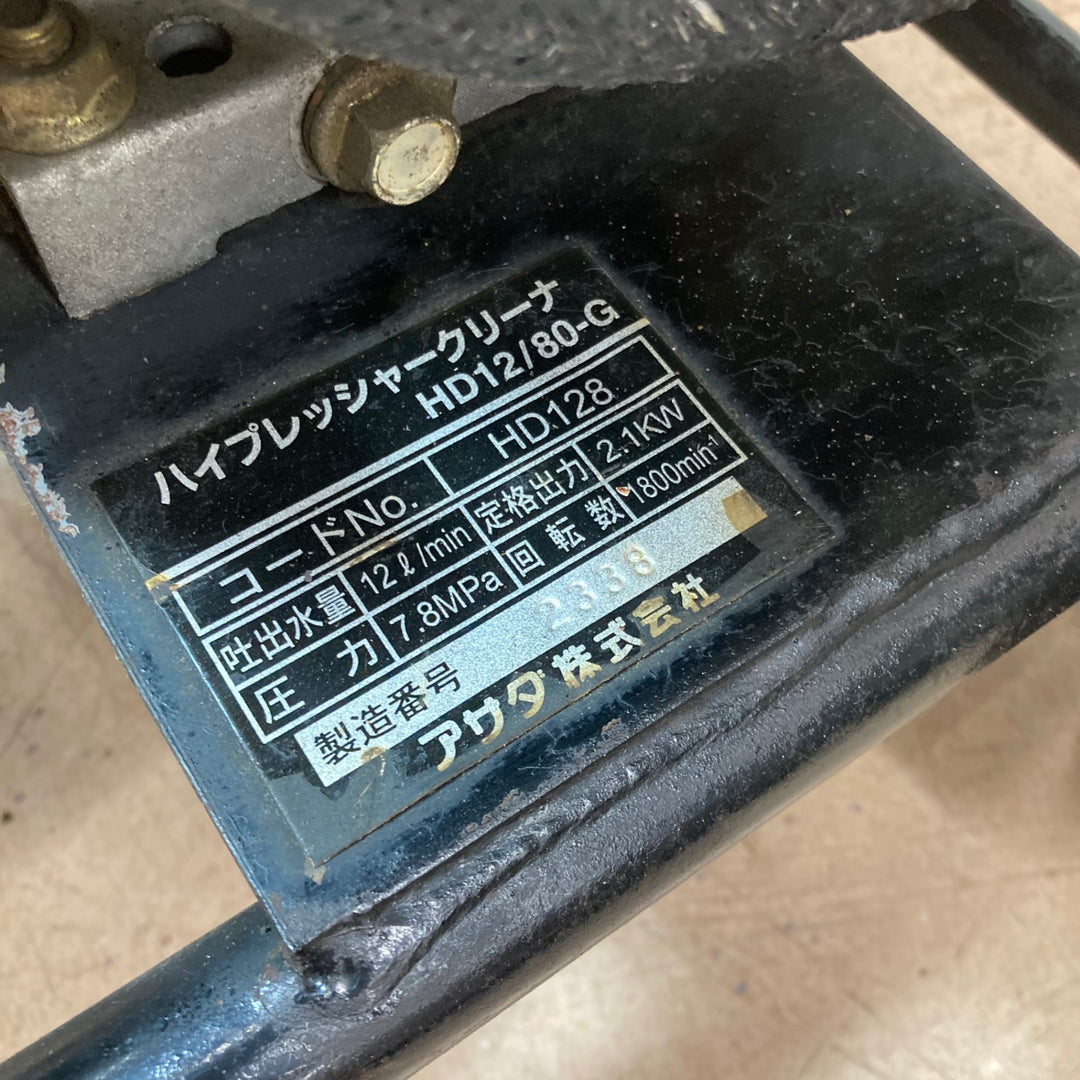 ハイプレッシャークリーナ
HD12/80-G
コードNo. HD128
吐出水量 12ℓ/min 定格出力 2.1KW
圧力 7.8MPa 回転数 1800min-1
製造番号 2338
アサダ株式会社